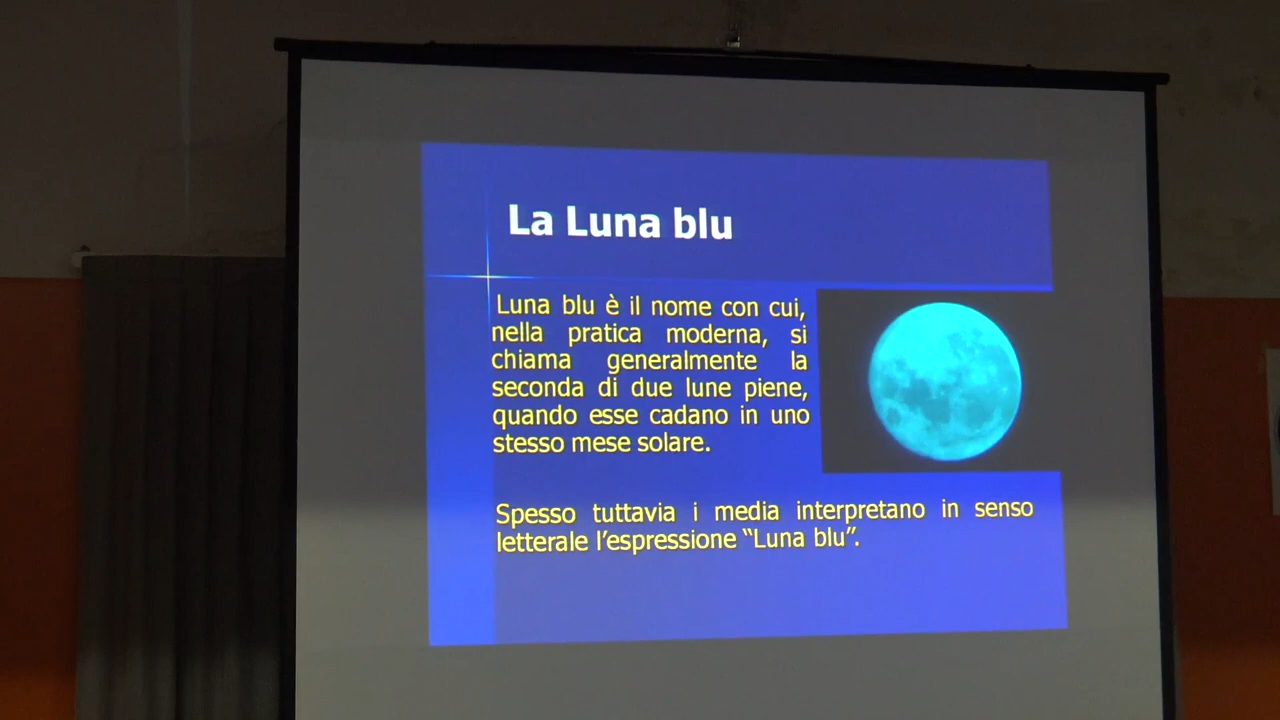 La Luna blu
Luna blu è il nome con cui,
nella pratica moderna, si
chiama generalmente la
seconda di due lune piene,
quando esse cadano in uno
stesso mese solare.
Spesso tuttavia i media interpretano in senso
letterale l’espressione “Luna blu”.